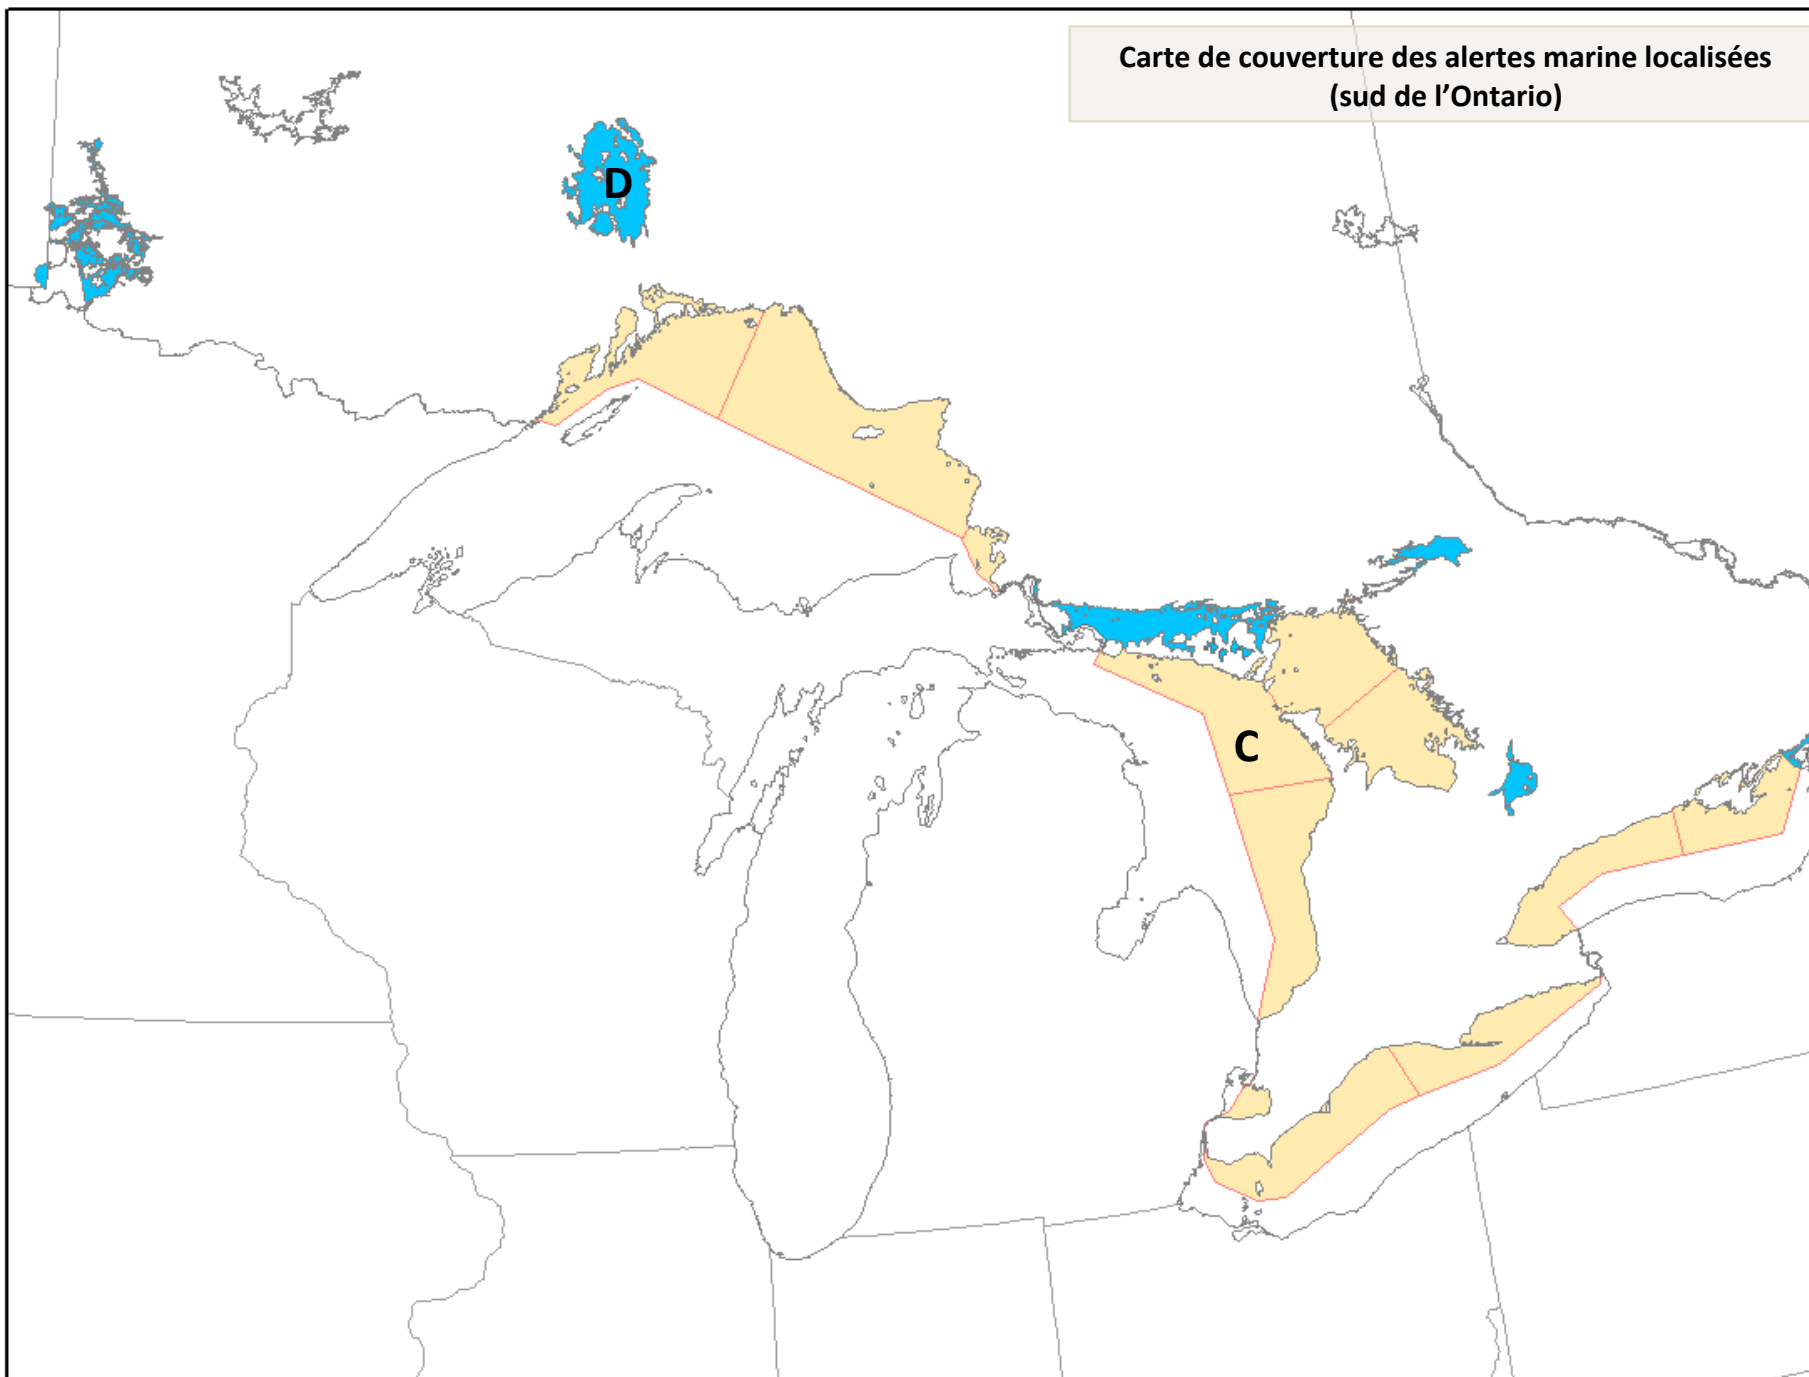 Carte de couverture des alertes marine localisées
(sud de l’Ontario)
D
C